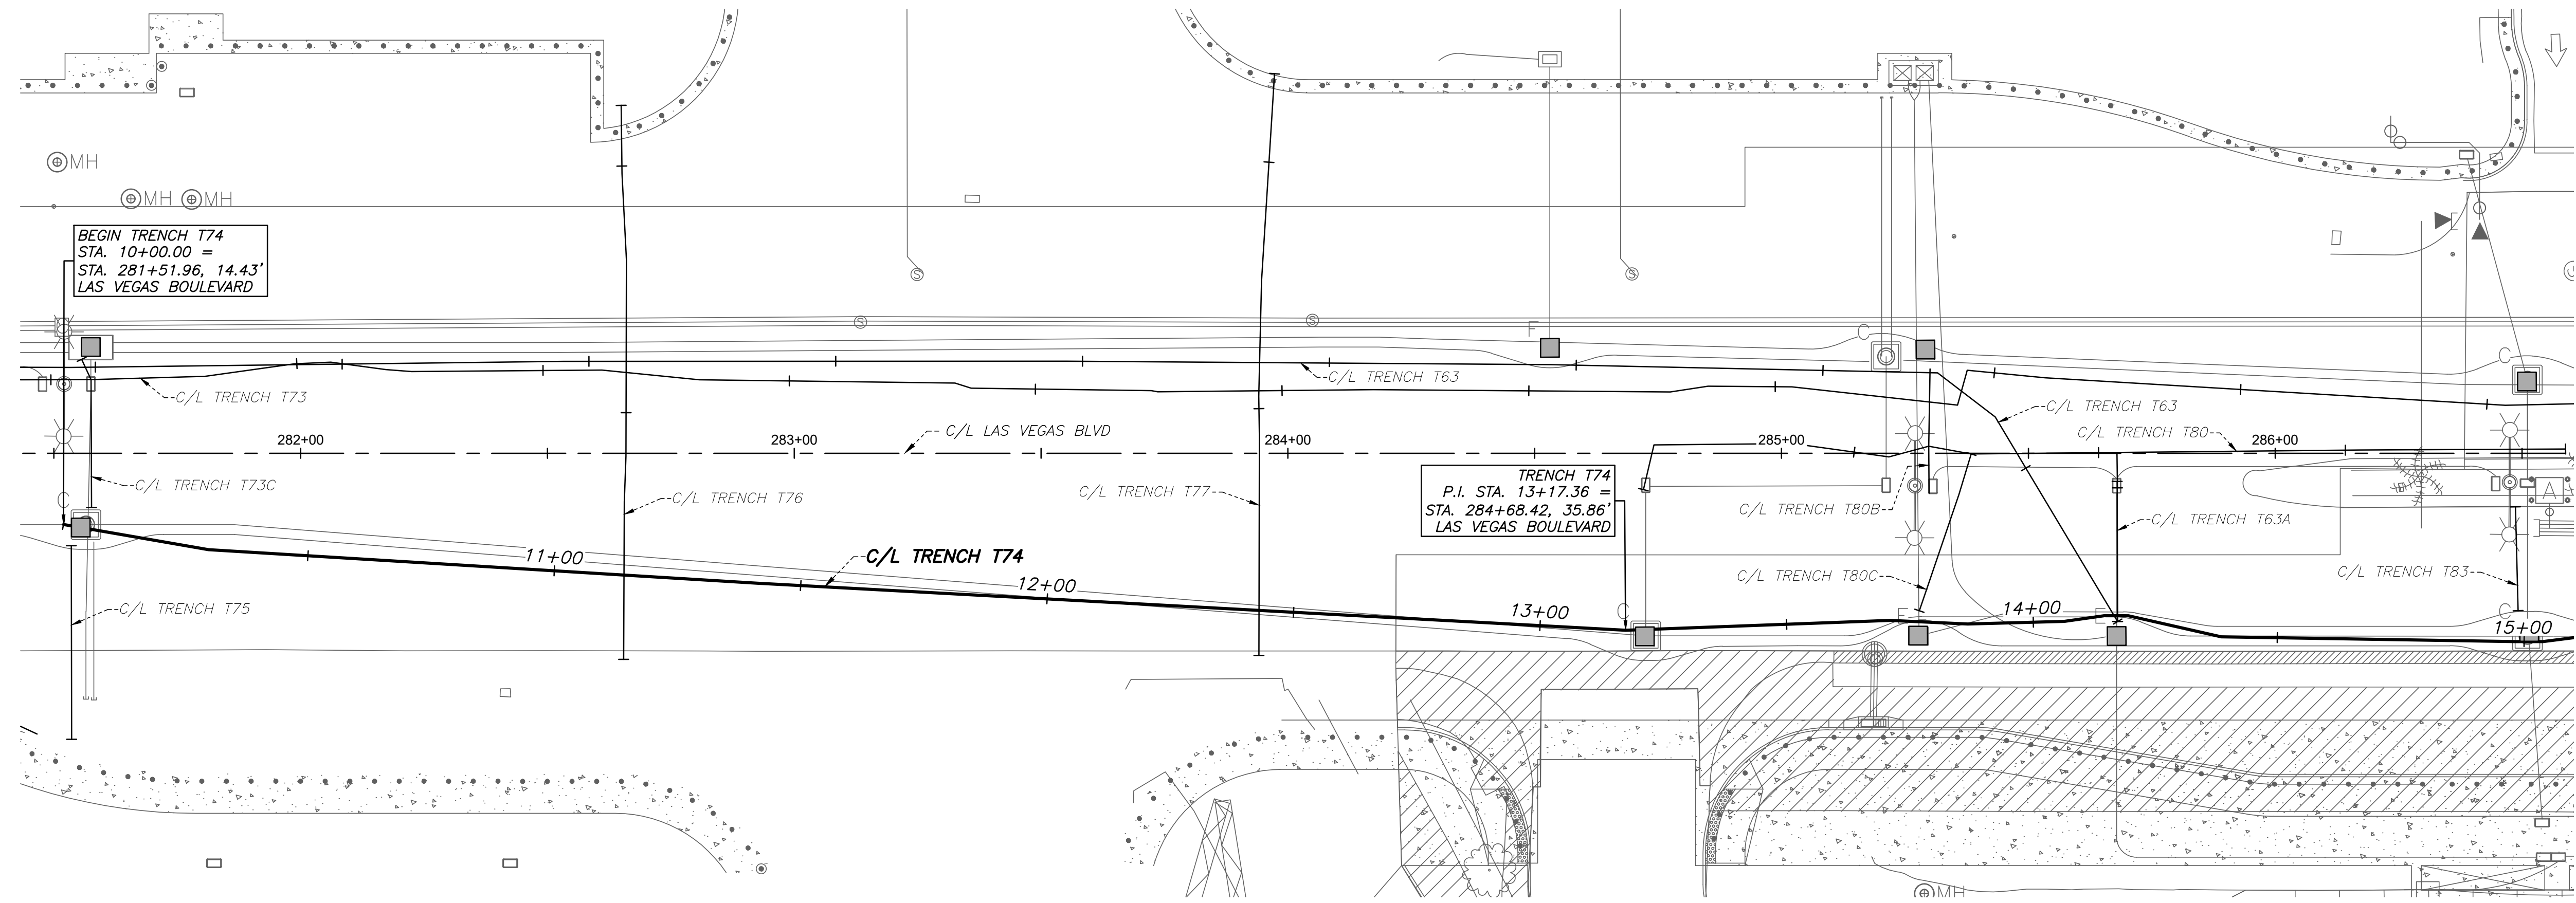 MH
MH
MH
BEGIN TRENCH T74
STA. 10+00.00 =
STA. 281+51.96, 14.43'
LAS VEGAS BOULEVARD
E
S
S
S
S
F
C
C
C/L TRENCH T63
C/L TRENCH T73
C/L TRENCH T63
C/L LAS VEGAS BLVD
C/L TRENCH T80
282+00
283+00
284+00
285+00
286+00
C/L TRENCH T73C
C
C/L TRENCH T76
C/L TRENCH T77
TRENCH T74
P.I. STA. 13+17.36 =
STA. 284+68.42, 35.86'
LAS VEGAS BOULEVARD
C/L TRENCH T80B
A
C/L TRENCH T63A
11+00
C/L TRENCH T74
12+00
C/L TRENCH T80C
C/L TRENCH T83
C/L TRENCH T75
13+00
C
F
14+00
F
C
15+00
MH